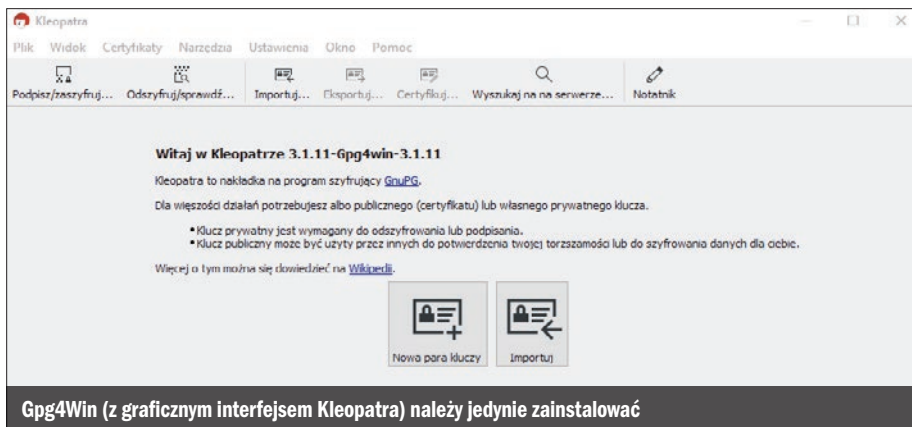 Kleopatra
Plik Widok Certyfikaty Narzędzia Ustawienia Okno Pomoc
Podpisz/zaszyfruj... Odszyfruj/sprawdź... Importuj... Eksportuj... Certyfikuj... Wyszukaj na na serwerze... Notatnik
Witaj w Kleopatrze 3.1.11-Gpg4win-3.1.11
Kleopatra to nakładka na program szyfrujący GnuPG.
Dla więszości działań potrzebujesz albo publicznego (certyfikatu) lub własnego prywatnego klucza.
•Klucz prywatny jest wymagany do odszyfrowania lub podpisania.
•Klucz publiczny może być użyty przez innych do potwierdzenia twojej torzszamości lub do szyfrowania danych dla ciebie.
Więcej o tym można się dowiedzieć na Wikipedii.
Nowa para kluczy Importuj
Gpg4Win (z graficznym interfejsem Kleopatra) należy jedynie zainstalować